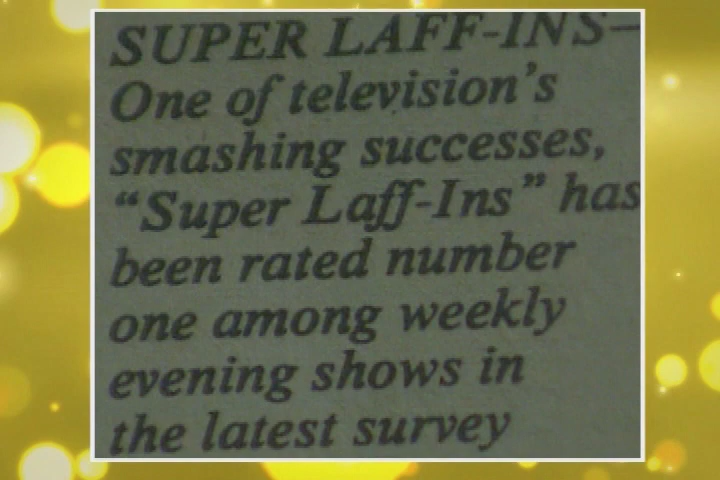 SUPER LAFF-INS—
One of television's
smashing successes,
“Super Laff-Ins” has
been rated number
one among weekly
evening shows in
the latest survey